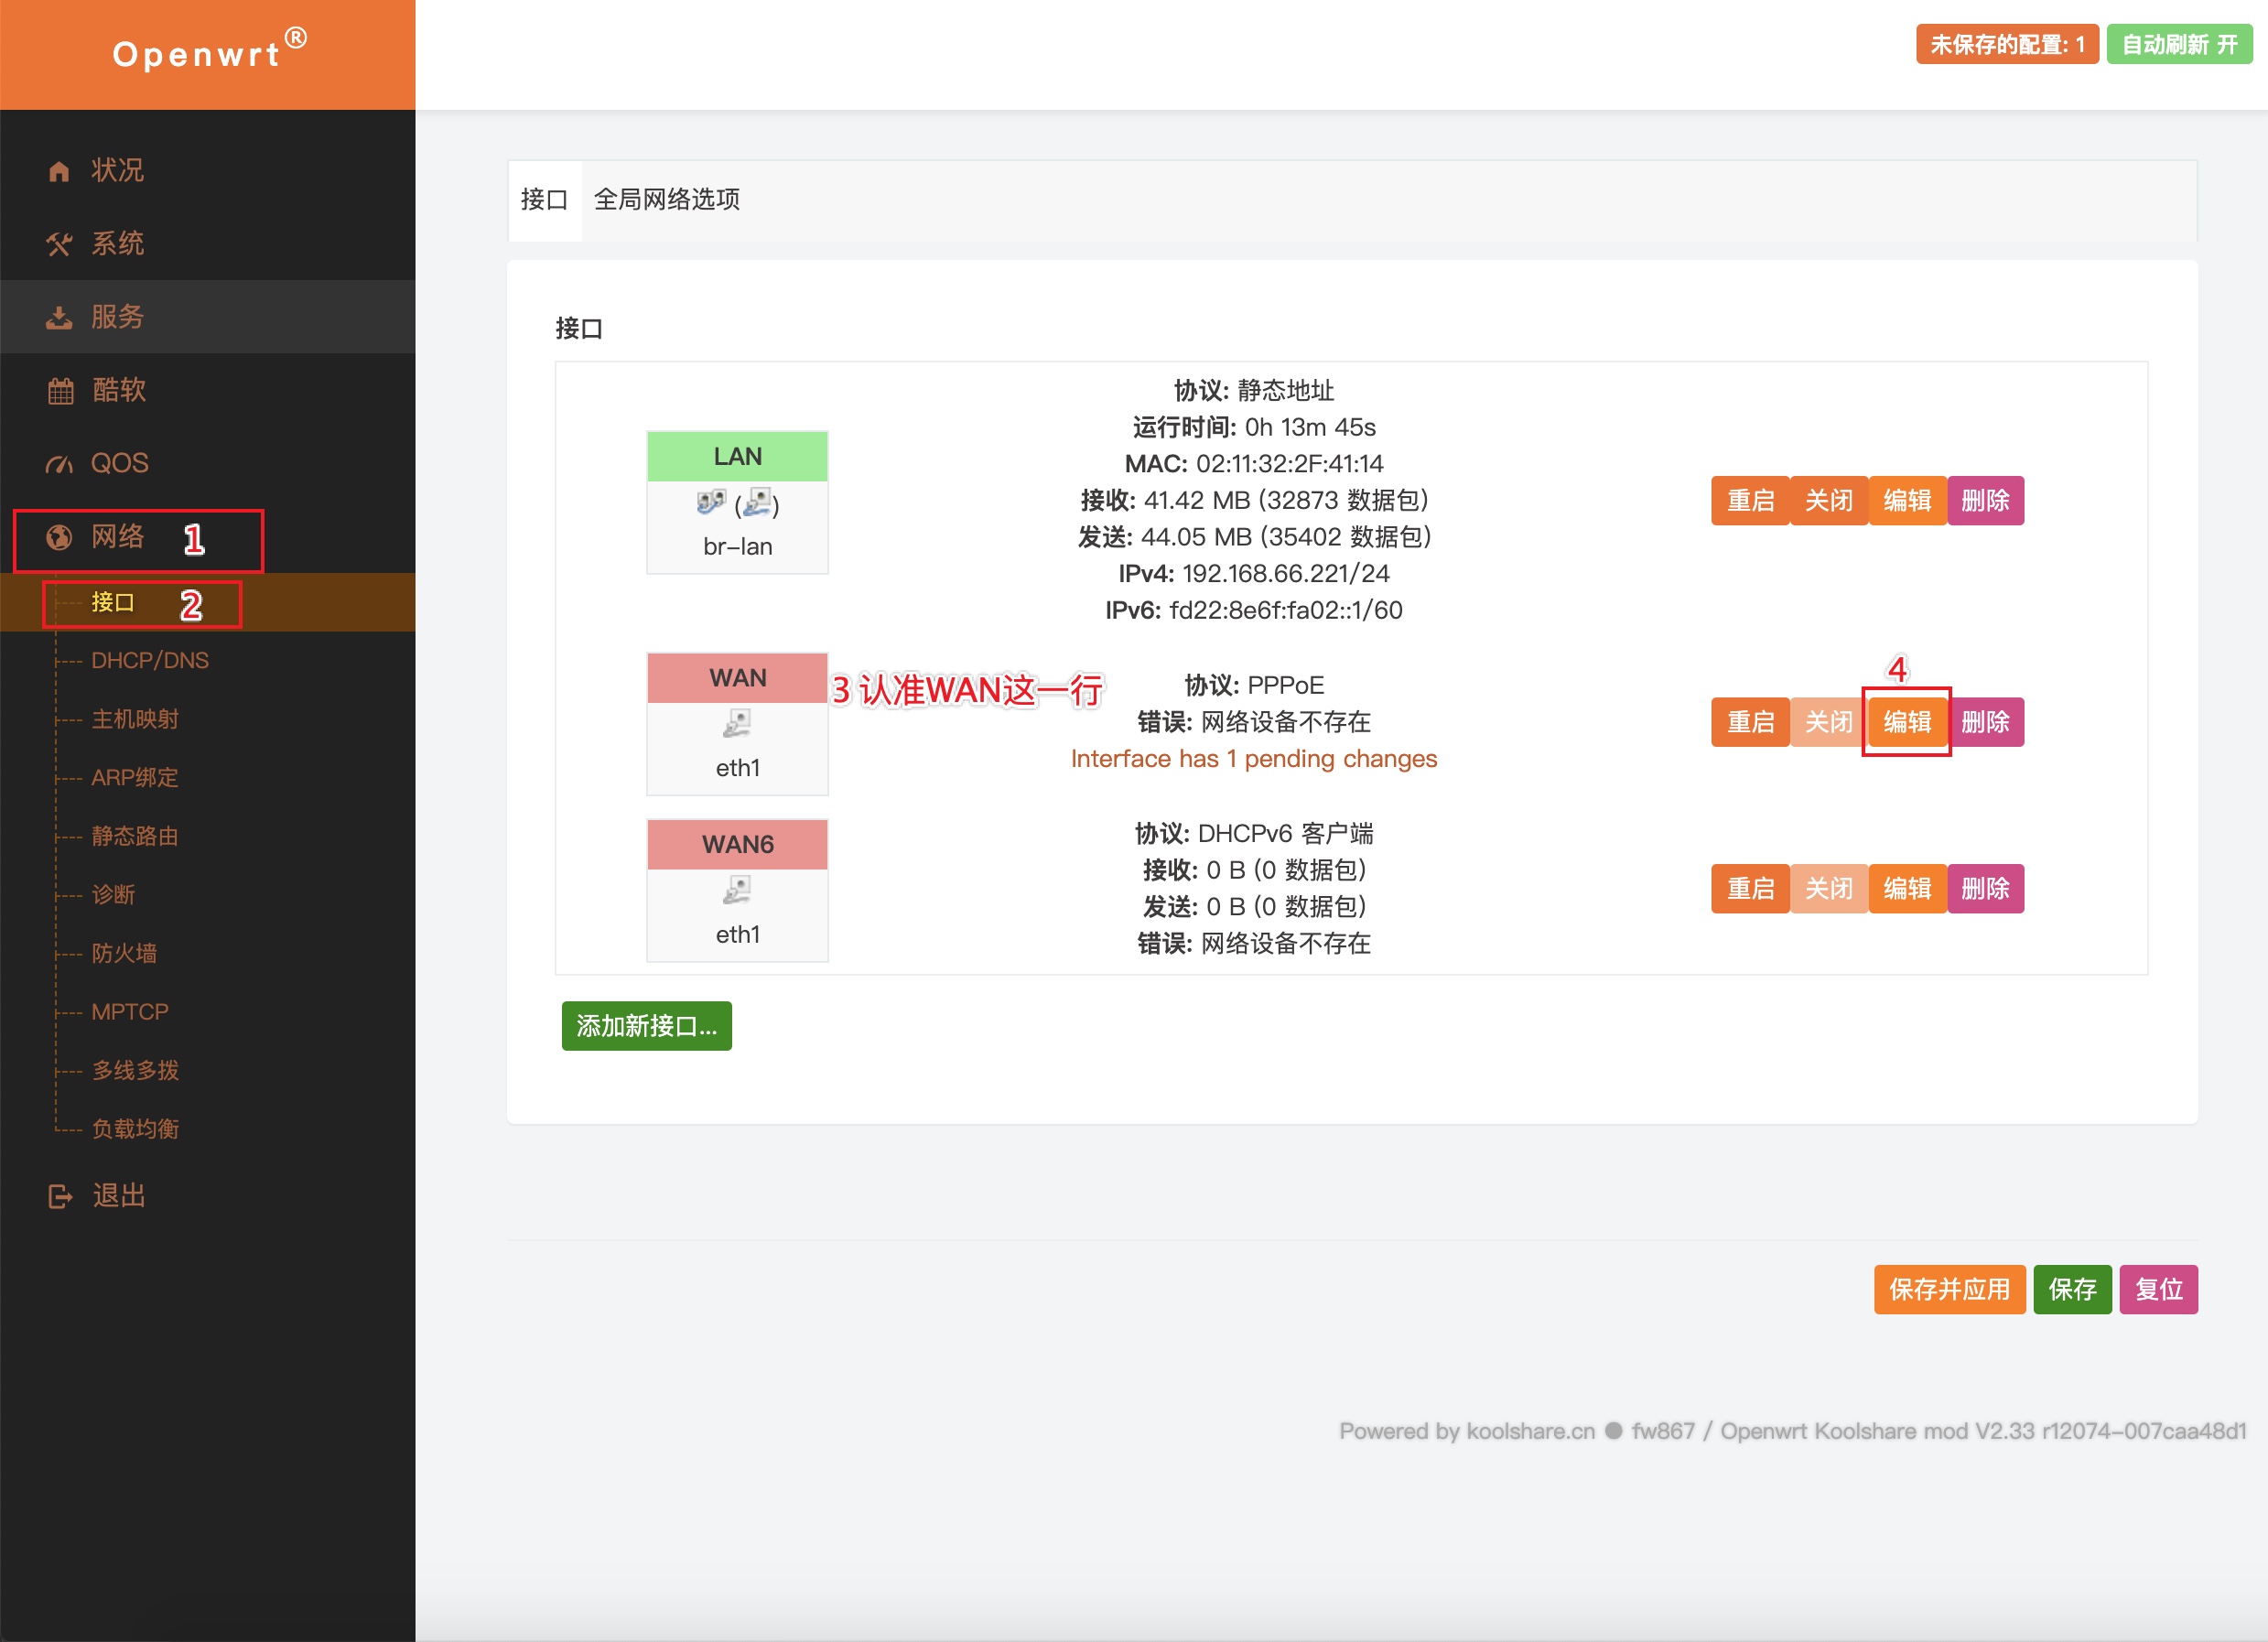 Openwrt®
未保存的配置: 1
自动刷新 开
状况
系统
服务
酷软
QOS
网络 1
接口 2
DHCP/DNS
主机映射
ARP绑定
静态路由
诊断
防火墙
MPTCP
多线多拨
负载均衡
退出
接口 全局网络选项
接口
LAN
br-lan
协议: 静态地址
运行时间: 0h 13m 45s
MAC: 02:11:32:2F:41:14
接收: 41.42 MB (32873 数据包)
发送: 44.05 MB (35402 数据包)
IPv4: 192.168.66.221/24
IPv6: fd22:8e6f:fa02::1/60
重启 关闭 编辑 删除
WAN
eth1
3 认准WAN这一行
协议: PPPoE
错误: 网络设备不存在
Interface has 1 pending changes
4
重启 关闭 编辑 删除
WAN6
eth1
协议: DHCPv6 客户端
接收: 0 B (0 数据包)
发送: 0 B (0 数据包)
错误: 网络设备不存在
重启 关闭 编辑 删除
添加新接口...
保存并应用 保存 复位
Powered by koolshare.cn ● fw867 / Openwrt Koolshare mod V2.33 r12074-007caa48d1